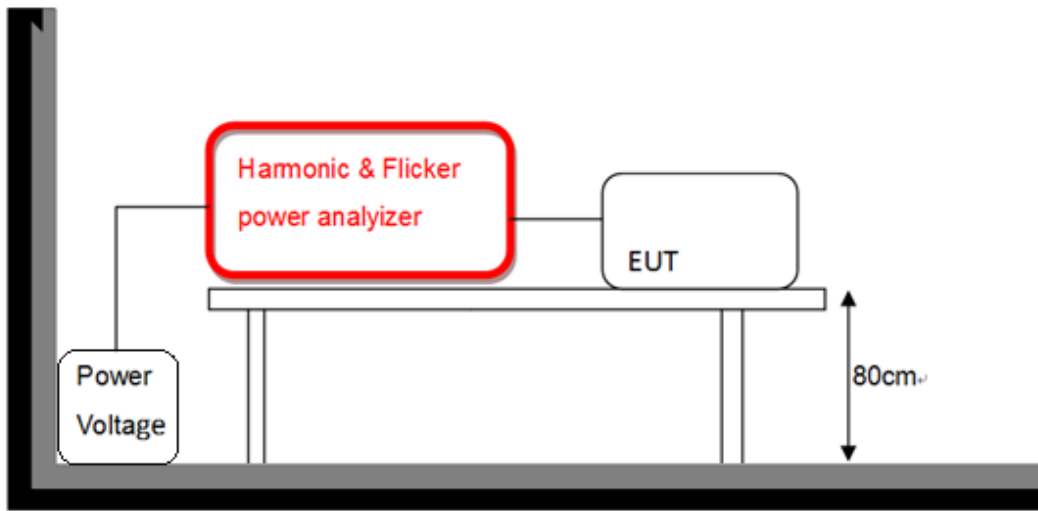 Harmonic & Flicker
power analyizer
EUT
Power
Voltage
80cm